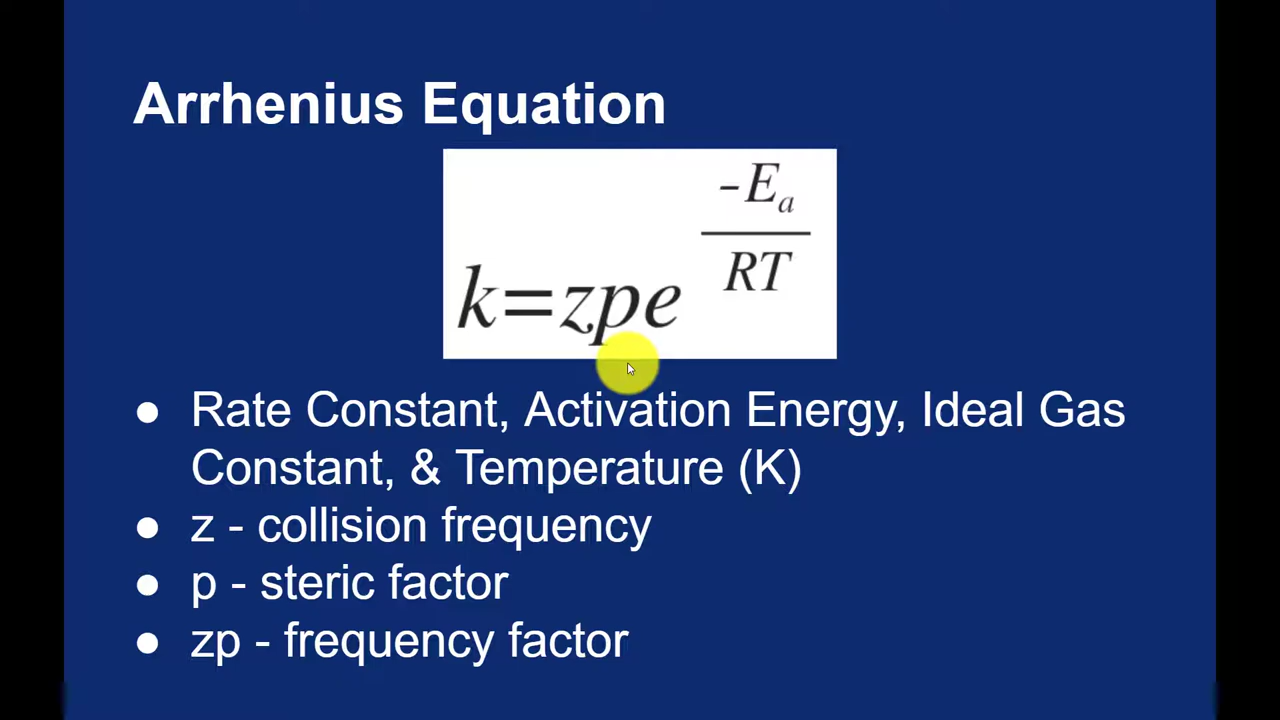 Arrhenius Equation
-Ea
RT
k=zpe
● Rate Constant, Activation Energy, Ideal Gas
Constant, & Temperature (K)
● z - collision frequency
● p - steric factor
● zp - frequency factor